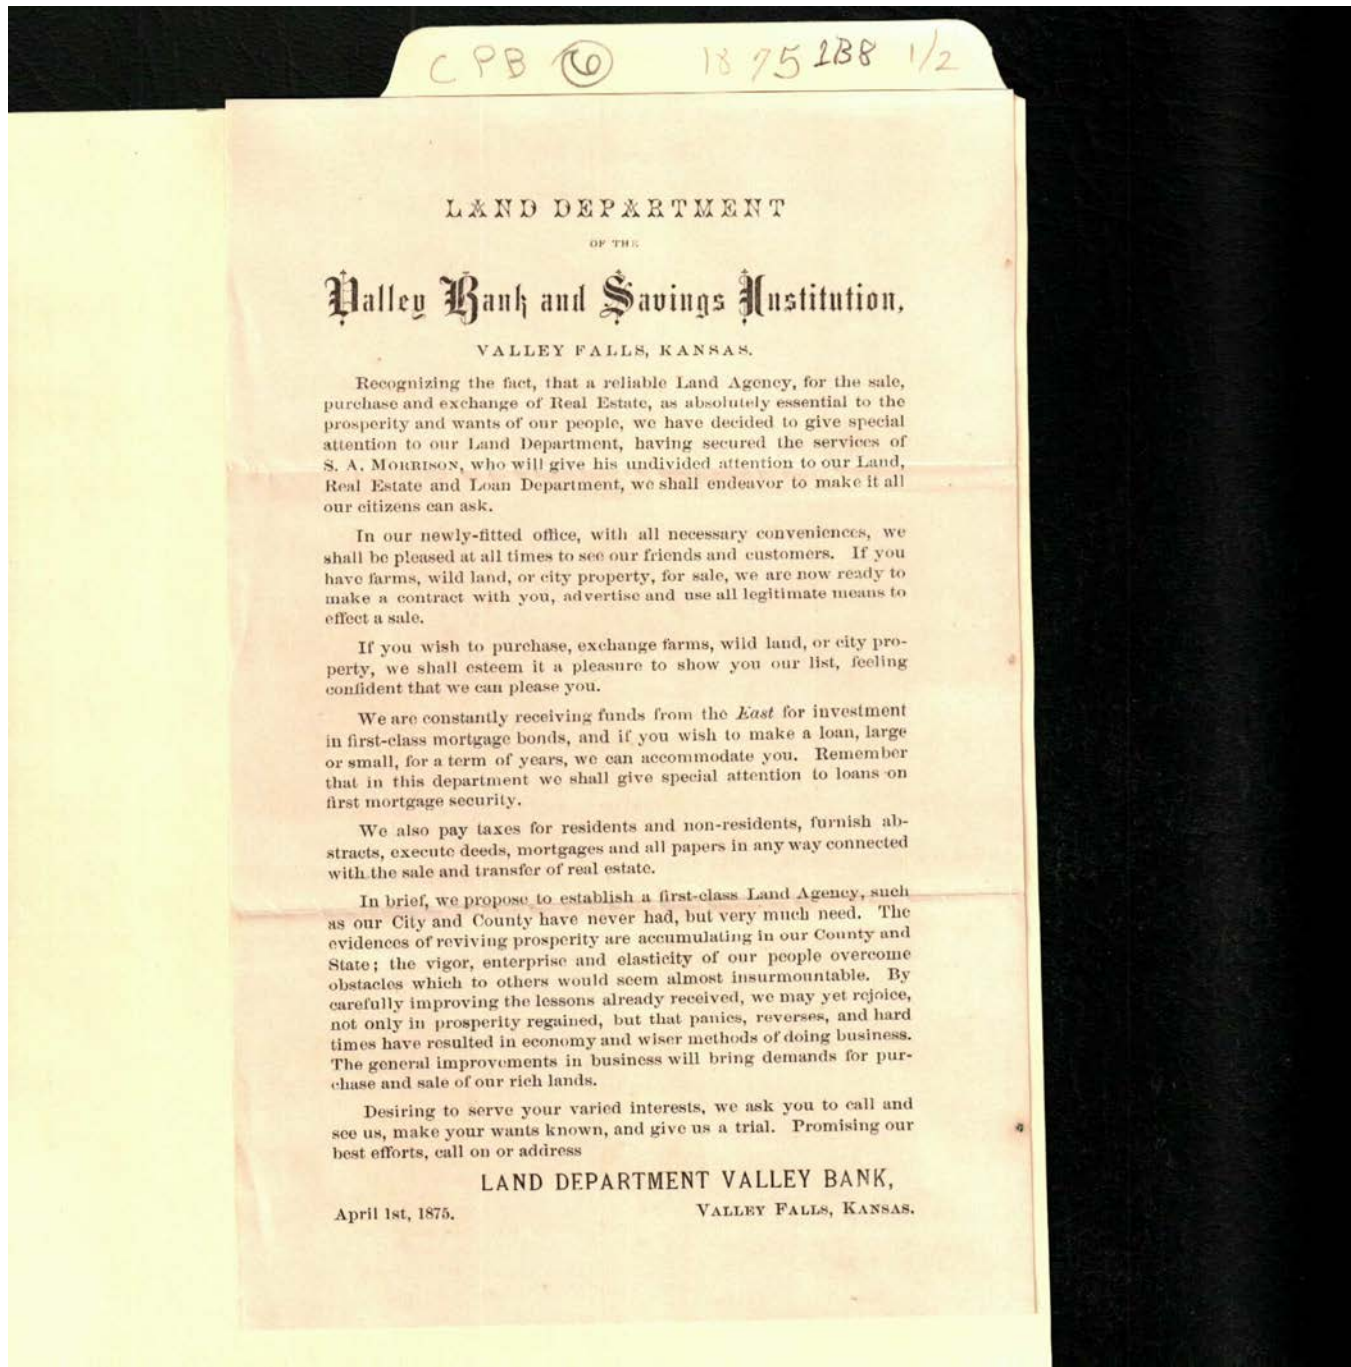 CPB 6 1875 2B8 1/2
LAND DEPARTMENT
OF THE
Valley Bank and Savings Institution,
VALLEY FALLS, KANSAS.
Recognizing the fact, that a reliable Land Agency, for the sale,
purchase and exchange of Real Estate, as absolutely essential to the
prosperity and wants of our people, we have decided to give special
attention to our Land Department, having secured the services of
S. A. MORRISON, who will give his undivided attention to our Land,
Real Estate and Loan Department, we shall endeavor to make it all
our citizens can ask.
In our newly-fitted office, with all necessary conveniences, we
shall be pleased at all times to see our friends and customers. If you
have farms, wild land, or city property, for sale, we are now ready to
make a contract with you, advertise and use all legitimate means to
effect a sale.
If you wish to purchase, exchange farms, wild land, or city pro-
perty, we shall esteem it a pleasure to show you our list, feeling
confident that we can please you.
We are constantly receiving funds from the East for investment
in first-class mortgage bonds, and if you wish to make a loan, large
or small, for a term of years, we can accommodate you. Remember
that in this department we shall give special attention to loans on
first mortgage security.
We also pay taxes for residents and non-residents, furnish ab-
stracts, execute deeds, mortgages and all papers in any way connected
with the sale and transfer of real estate.
In brief, we propose to establish a first-class Land Agency, such
as our City and County have never had, but very much need. The
evidences of reviving prosperity are accumulating in our County and
State; the vigor, enterprise and elasticity of our people overcome
obstacles which to others would seem almost insurmountable. By
carefully improving the lessons already received, we may yet rejoice,
not only in prosperity regained, but that panics, reverses, and hard
times have resulted in economy and wiser methods of doing business.
The general improvements in business will bring demands for pur-
chase and sale of our rich lands.
Desiring to serve your varied interests, we ask you to call and
see us, make your wants known, and give us a trial. Promising our
best efforts, call on or address
LAND DEPARTMENT VALLEY BANK,
April 1st, 1875. VALLEY FALLS, KANSAS.